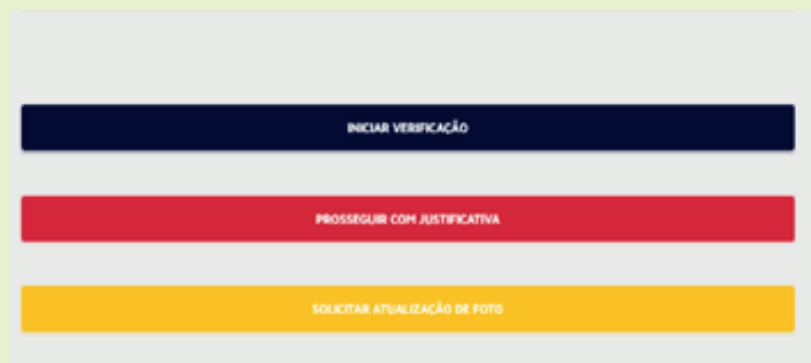 INICIAR VERIFICAÇÃO
PROSSEGUIR COM JUSTIFICATIVA
SOLICITAR ATUALIZAÇÃO DE FOTO